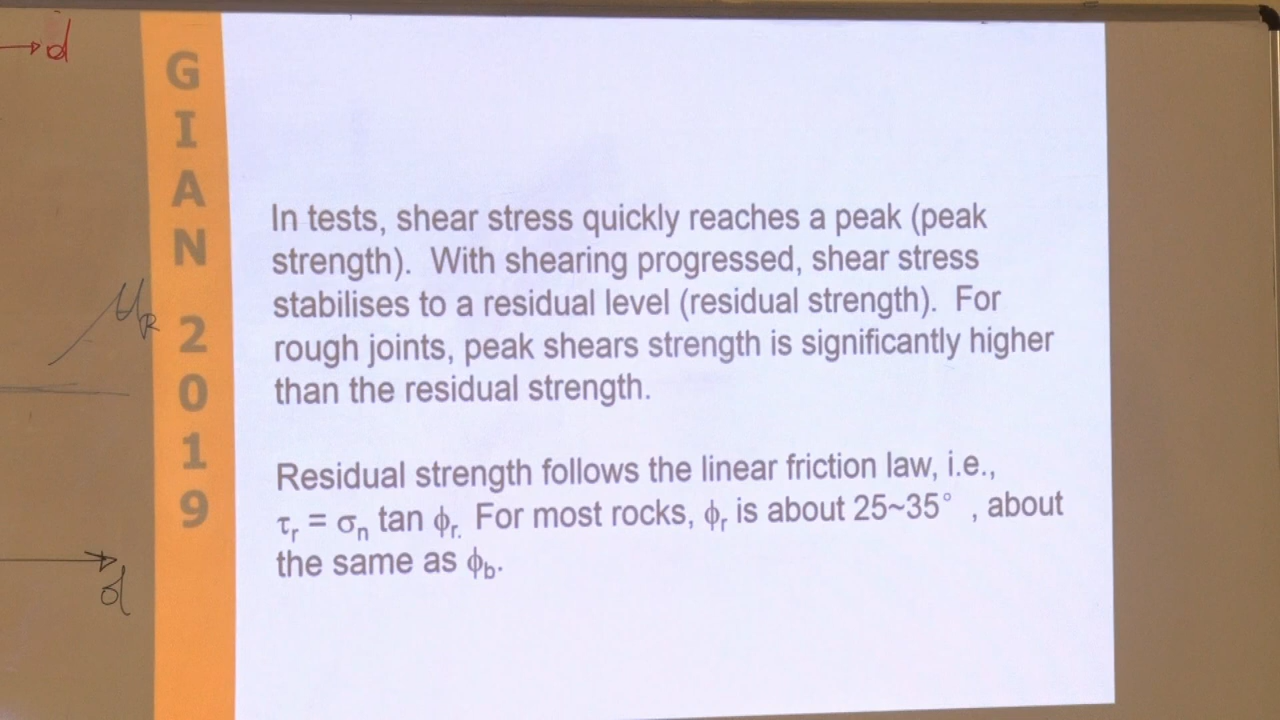 d
G
I
A
N
2
0
1
9
In tests, shear stress quickly reaches a peak (peak
strength). With shearing progressed, shear stress
stabilises to a residual level (residual strength). For
rough joints, peak shears strength is significantly higher
than the residual strength.
Residual strength follows the linear friction law, i.e.,
τr = σn tan ϕr. For most rocks, ϕr is about 25~35° , about
the same as ϕb.
d